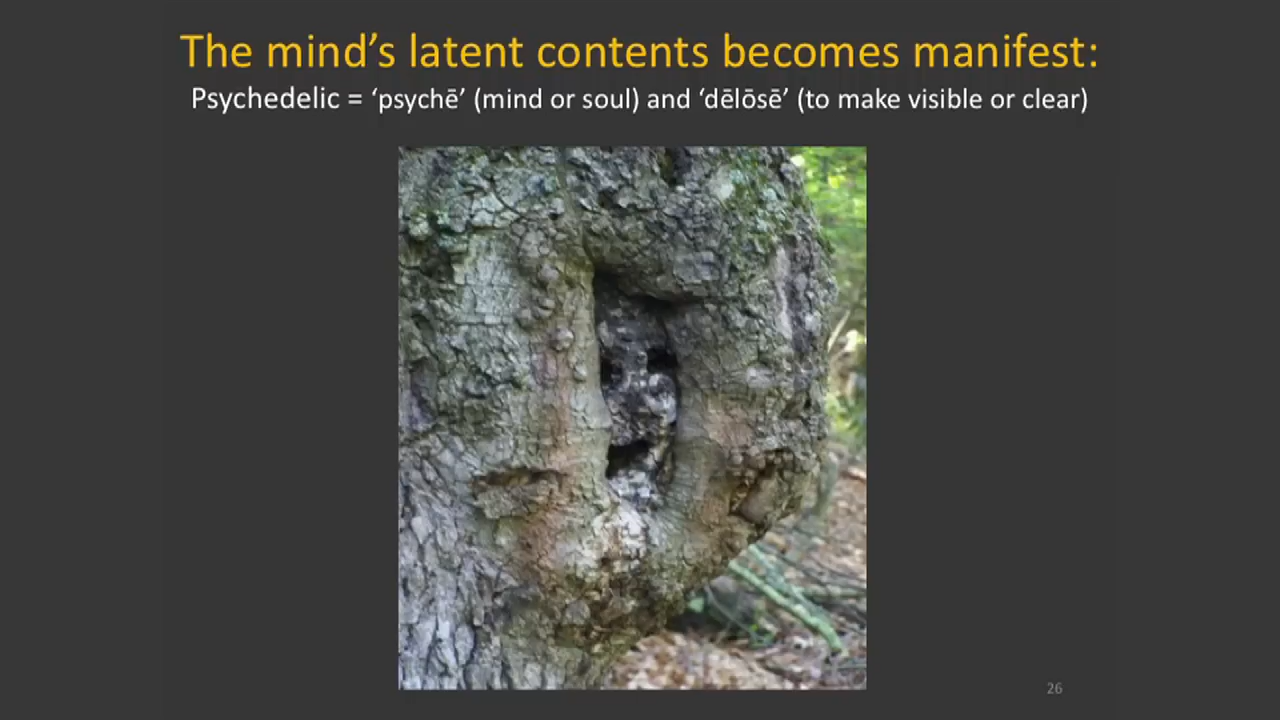 The mind’s latent contents becomes manifest:
Psychedelic = ‘psychē’ (mind or soul) and ‘dēlōsē’ (to make visible or clear)
26